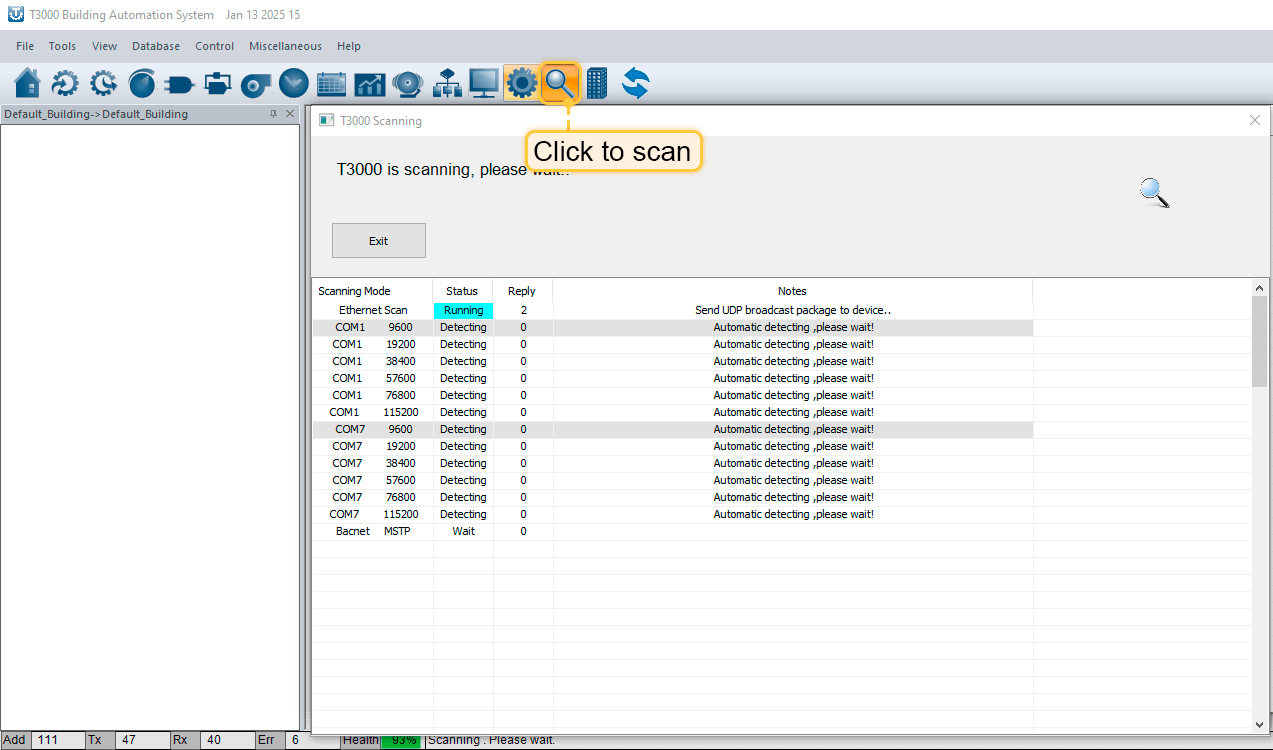 T3000 Building Automation System Jan 13 2025 15
File Tools View Database Control Miscellaneous Help
Default_Building->Default_Building
T3000 Scanning
Click to scan
T3000 is scanning, please wait..
Exit
Scanning Mode Status Reply Notes
Ethernet Scan Running 2 Send UDP broadcast package to device..
COM1 9600 Detecting 0 Automatic detecting ,please wait!
COM1 19200 Detecting 0 Automatic detecting ,please wait!
COM1 38400 Detecting 0 Automatic detecting ,please wait!
COM1 57600 Detecting 0 Automatic detecting ,please wait!
COM1 76800 Detecting 0 Automatic detecting ,please wait!
COM1 115200 Detecting 0 Automatic detecting ,please wait!
COM7 9600 Detecting 0 Automatic detecting ,please wait!
COM7 19200 Detecting 0 Automatic detecting ,please wait!
COM7 38400 Detecting 0 Automatic detecting ,please wait!
COM7 57600 Detecting 0 Automatic detecting ,please wait!
COM7 76800 Detecting 0 Automatic detecting ,please wait!
COM7 115200 Detecting 0 Automatic detecting ,please wait!
Bacnet MSTP Wait 0
Add 111 Tx 47 Rx 40 Err 6 Health 93% Scanning . Please wait.